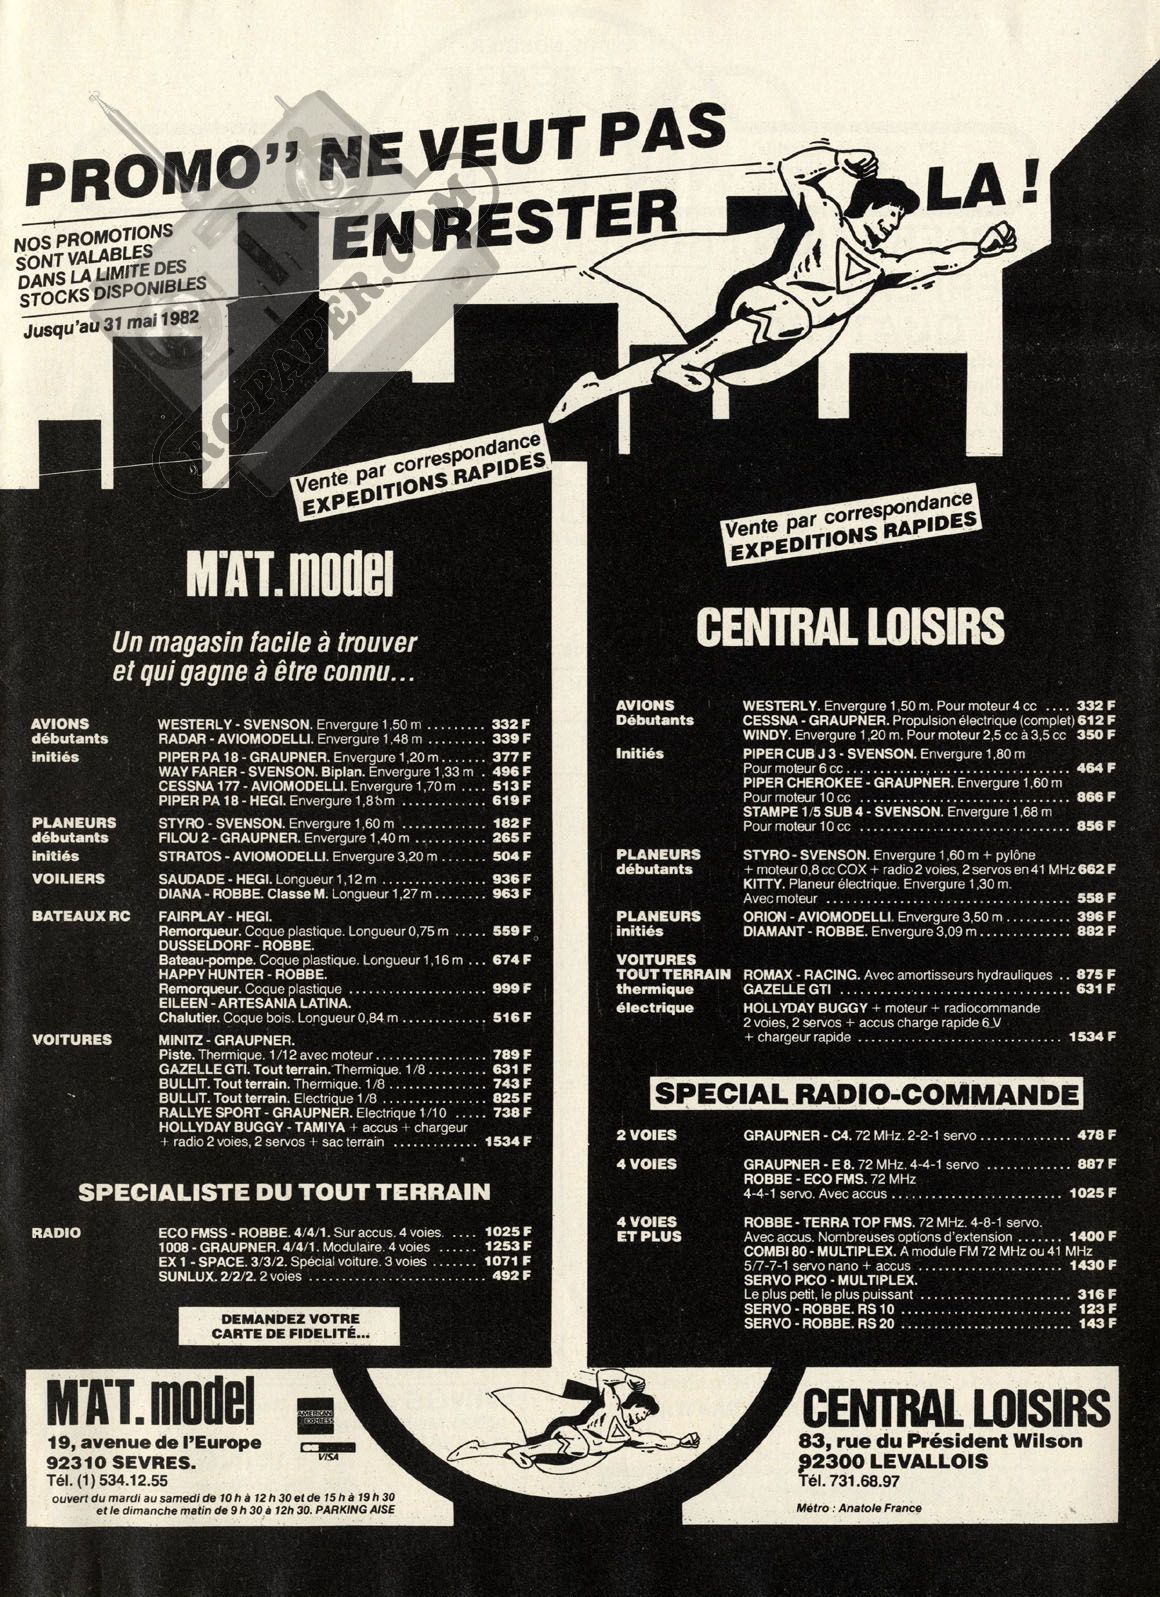 PROMO" NE VEUT PAS
EN RESTER LA !
NOS PROMOTIONS
SONT VALABLES
DANS LA LIMITE DES
STOCKS DISPONIBLES
Jusqu'au 31 mai 1982
RC-PAPER.COM
Vente par correspondance
EXPEDITIONS RAPIDES
MAT.model
Un magasin facile à trouver
et qui gagne à être connu...
AVIONS WESTERLY - SVENSON. Envergure 1,50 m ........ 332 F
débutants RADAR - AVIOMODELLI. Envergure 1,48 m ........ 339 F
initiés PIPER PA 18 - GRAUPNER. Envergure 1,20 m ....... 377 F
WAY FARER - SVENSON. Biplan. Envergure 1,33 m . 496 F
CESSNA 177 - AVIOMODELLI. Envergure 1,70 m .... 513 F
PIPER PA 18 - HEGI. Envergure 1,8 m ............ 619 F
PLANEURS STYRO - SVENSON. Envergure 1,60 m ............ 182 F
débutants FILOU 2 - GRAUPNER. Envergure 1,40 m .......... 265 F
initiés STRATOS - AVIOMODELLI. Envergure 3,20 m ...... 504 F
VOILIERS SAUDADE - HEGI. Longueur 1,12 m ............... 936 F
DIANA - ROBBE. Classe M. Longueur 1,27 m ........ 963 F
BATEAUX RC FAIRPLAY - HEGI.
Remorqueur. Coque plastique. Longueur 0,75 m ..... 559 F
DUSSELDORF - ROBBE.
Bateau-pompe. Coque plastique. Longueur 1,16 m ... 674 F
HAPPY HUNTER - ROBBE.
Remorqueur. Coque plastique .................... 999 F
EILEEN - ARTESANIA LATINA.
Chalutier. Coque bois. Longueur 0,84 m ............ 516 F
VOITURES MINITZ - GRAUPNER.
Piste. Thermique. 1/12 avec moteur ................ 789 F
GAZELLE GTI. Tout terrain. Thermique. 1/8 ......... 631 F
BULLIT. Tout terrain. Thermique. 1/8 ............... 743 F
BULLIT. Tout terrain. Electrique 1/8 ............... 825 F
RALLYE SPORT - GRAUPNER. Electrique 1/10 ..... 738 F
HOLLYDAY BUGGY - TAMIYA + accus + chargeur
+ radio 2 voies, 2 servos + sac terrain ............ 1534 F
SPECIALISTE DU TOUT TERRAIN
RADIO ECO FMSS - ROBBE. 4/4/1. Sur accus. 4 voies. .... 1025 F
1008 - GRAUPNER. 4/4/1. Modulaire. 4 voies ...... 1253 F
EX 1 - SPACE. 3/3/2. Spécial voiture. 3 voies ...... 1071 F
SUNLUX. 2/2/2. 2 voies ......................... 492 F
DEMANDEZ VOTRE
CARTE DE FIDELITÉ...
Vente par correspondance
EXPEDITIONS RAPIDES
CENTRAL LOISIRS
AVIONS WESTERLY. Envergure 1,50 m. Pour moteur 4 cc .... 332 F
Débutants CESSNA - GRAUPNER. Propulsion électrique (complet) 612 F
WINDY. Envergure 1,20 m. Pour moteur 2,5 cc à 3,5 cc 350 F
Initiés PIPER CUB J 3 - SVENSON. Envergure 1,80 m
Pour moteur 6 cc ................................ 464 F
PIPER CHEROKEE - GRAUPNER. Envergure 1,60 m
Pour moteur 10 cc ............................... 866 F
STAMPE 1/5 SUB 4 - SVENSON. Envergure 1,68 m
Pour moteur 10 cc ............................... 856 F
PLANEURS STYRO - SVENSON. Envergure 1,60 m + pylône
débutants + moteur 0,8 cc COX + radio 2 voies, 2 servos en 41 MHz 662 F
KITTY. Planeur électrique. Envergure 1,30 m.
Avec moteur .................................... 558 F
PLANEURS ORION - AVIOMODELLI. Envergure 3,50 m .......... 396 F
initiés DIAMANT - ROBBE. Envergure 3,09 m ............. 882 F
VOITURES
TOUT TERRAIN ROMAX - RACING. Avec amortisseurs hydrauliques .. 875 F
thermique GAZELLE GTI .................................. 631 F
électrique HOLLYDAY BUGGY + moteur + radiocommande
2 voies, 2 servos + accus charge rapide 6 V
+ chargeur rapide .............................. 1534 F
SPECIAL RADIO-COMMANDE
2 VOIES GRAUPNER - C4. 72 MHz. 2-2-1 servo ............. 478 F
4 VOIES GRAUPNER - E 8. 72 MHz. 4-4-1 servo ............ 887 F
ROBBE - ECO FMS. 72 MHz
4-4-1 servo. Avec accus ........................ 1025 F
4 VOIES ROBBE - TERRA TOP FMS. 72 MHz. 4-8-1 servo.
ET PLUS Avec accus. Nombreuses options d'extension ....... 1400 F
COMBI 80 - MULTIPLEX. A module FM 72 MHz ou 41 MHz
5/7-7-1 servo nano + accus ..................... 1430 F
SERVO PICO - MULTIPLEX.
Le plus petit, le plus puissant .................... 316 F
SERVO - ROBBE. RS 10 ......................... 123 F
SERVO - ROBBE. RS 20 ......................... 143 F
MAT.model
19, avenue de l'Europe
92310 SEVRES.
Tél. (1) 534.12.55
ouvert du mardi au samedi de 10 h à 12 h 30 et de 15 h à 19 h 30
et le dimanche matin de 9 h 30 à 12h 30. PARKING AISE
AMERICAN EXPRESS
VISA
CENTRAL LOISIRS
83, rue du Président Wilson
92300 LEVALLOIS
Tél. 731.68.97
Métro : Anatole France